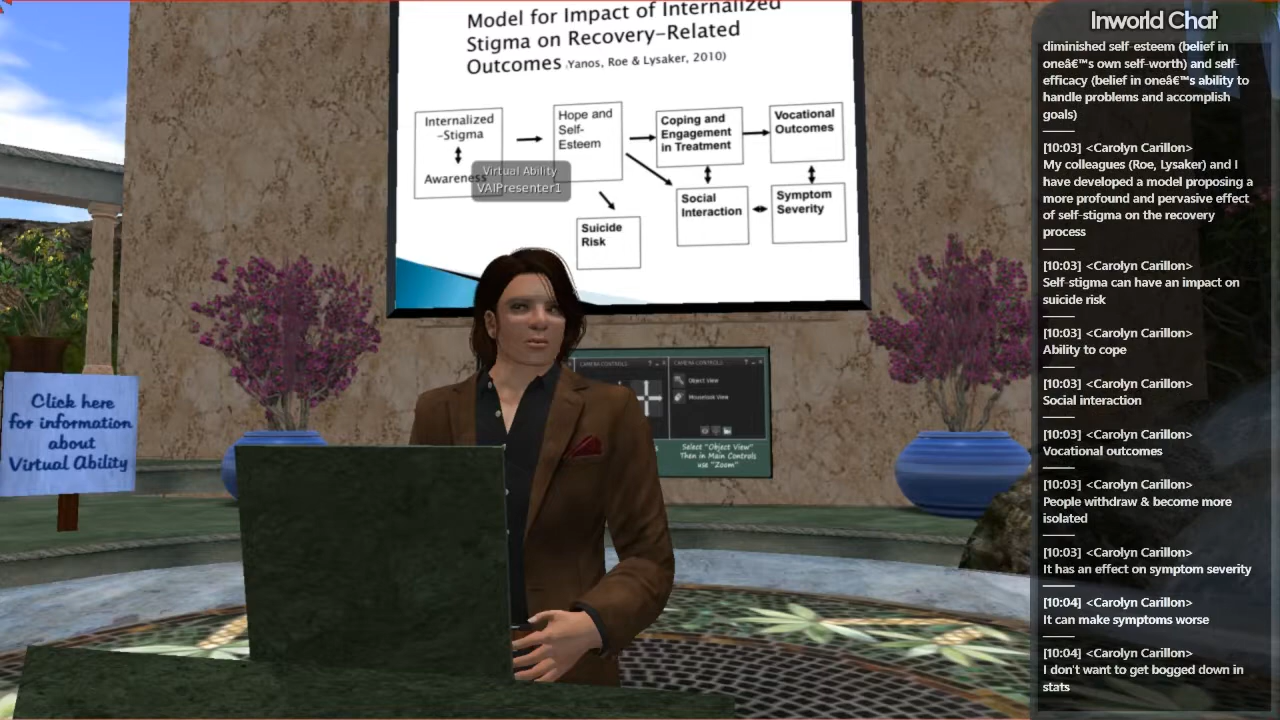 Model for Impact of Internalized
Stigma on Recovery-Related
Outcomes (Yanos, Roe & Lysaker, 2010)
Internalized
-Stigma
Awareness
Hope and
Self-
Esteem
Coping and
Engagement
in Treatment
Vocational
Outcomes
Virtual Ability
VAIPresenter1
Suicide
Risk
Social
Interaction
Symptom
Severity
Click here
for information
about
Virtual Ability
CAMERA CONTROLS
CAMERA CONTROLS
Object View
Mouselook View
Select "Object View"
Then in Main Controls
use "Zoom"
Inworld Chat
diminished self-esteem (belief in
oneâ€™s own self-worth) and self-
efficacy (belief in oneâ€™s ability to
handle problems and accomplish
goals)
[10:03] <Carolyn Carillon>
My colleagues (Roe, Lysaker) and I
have developed a model proposing a
more profound and pervasive effect
of self-stigma on the recovery
process
[10:03] <Carolyn Carillon>
Self-stigma can have an impact on
suicide risk
[10:03] <Carolyn Carillon>
Ability to cope
[10:03] <Carolyn Carillon>
Social interaction
[10:03] <Carolyn Carillon>
Vocational outcomes
[10:03] <Carolyn Carillon>
People withdraw & become more
isolated
[10:03] <Carolyn Carillon>
It has an effect on symptom severity
[10:04] <Carolyn Carillon>
It can make symptoms worse
[10:04] <Carolyn Carillon>
I don't want to get bogged down in
stats